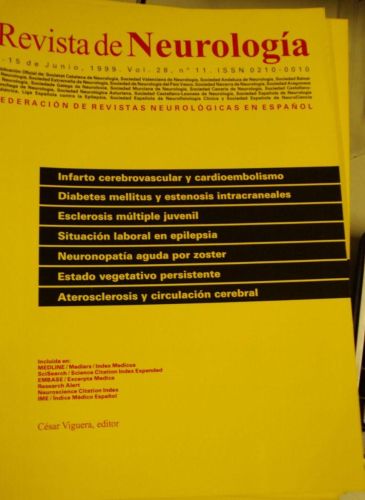 Revista de Neurología
15 de Junio, 1999. Vol. 28, nº 11. ISSN 0210-0010
FEDERACIÓN DE REVISTAS NEUROLÓGICAS EN ESPAÑOL
Infarto cerebrovascular y cardioembolismo
Diabetes mellitus y estenosis intracraneales
Esclerosis múltiple juvenil
Situación laboral en epilepsia
Neuronopatía aguda por zoster
Estado vegetativo persistente
Aterosclerosis y circulación cerebral
Incluida en:
MEDLINE / Medlars / Index Medicus
SciSearch / Science Citation Index Expanded
EMBASE / Excerpta Medica
Research Alert
Neuroscience Citation Index
IME / Índice Médico Español
César Viguera, editor